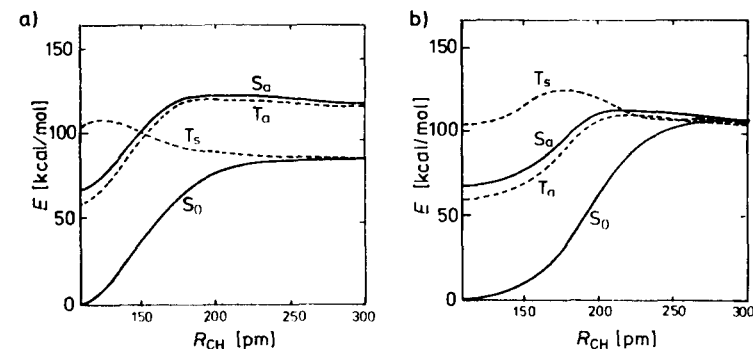 a)
E [kcal/mol]
150
100
50
0
Sa
Ta
Ts
S0
150
200
250
300
RCH [pm]
b)
E [kcal/mol]
150
100
50
0
Ts
Sa
Ta
S0
150
200
250
300
RCH [pm]